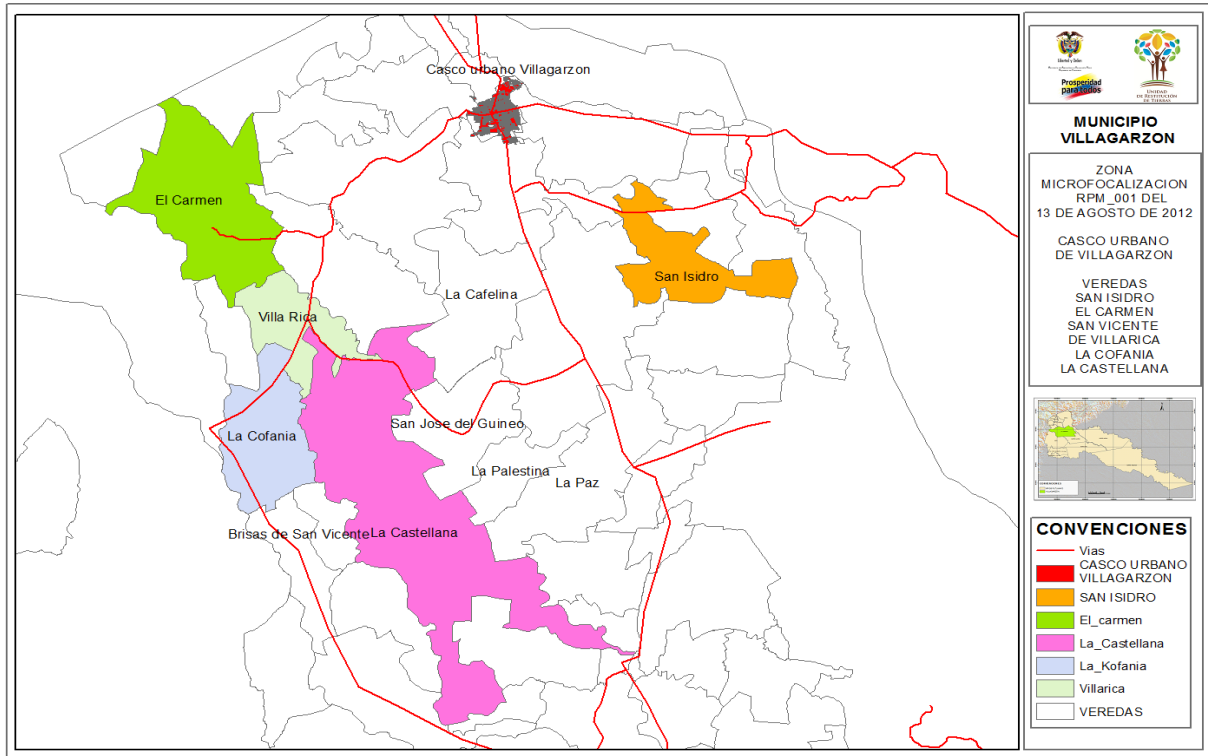 Casco urbano Villagarzon
El Carmen
San Isidro
La Cafelina
Villa Rica
San Jose del Guineo
La Cofania
La Palestina
La Paz
Brisas de San Vicente
La Castellana
Libertad y Orden
Prosperidad
para todos
UNIDAD
DE RESTITUCIÓN
DE TIERRAS
MUNICIPIO
VILLAGARZON
ZONA
MICROFOCALIZACION
RPM_001 DEL
13 DE AGOSTO DE 2012
CASCO URBANO
DE VILLAGARZON
VEREDAS
SAN ISIDRO
EL CARMEN
SAN VICENTE
DE VILLARICA
LA COFANIA
LA CASTELLANA
CONVENCIONES
Vias
CASCO URBANO
VILLAGARZON
SAN ISIDRO
El_carmen
La_Castellana
La_Kofania
Villarica
VEREDAS